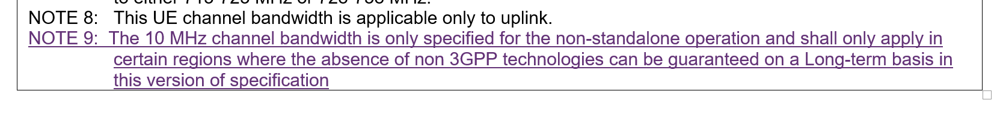 NOTE 8: This UE channel bandwidth is applicable only to uplink.
NOTE 9: The 10 MHz channel bandwidth is only specified for the non-standalone operation and shall only apply in
certain regions where the absence of non 3GPP technologies can be guaranteed on a Long-term basis in
this version of specification